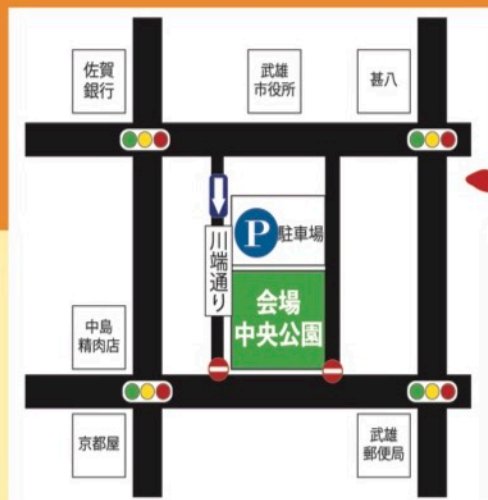 佐賀
銀行
武雄
市役所
甚八
P
駐車場
川端通り
会場
中央公園
中島
精肉店
京都屋
武雄
郵便局